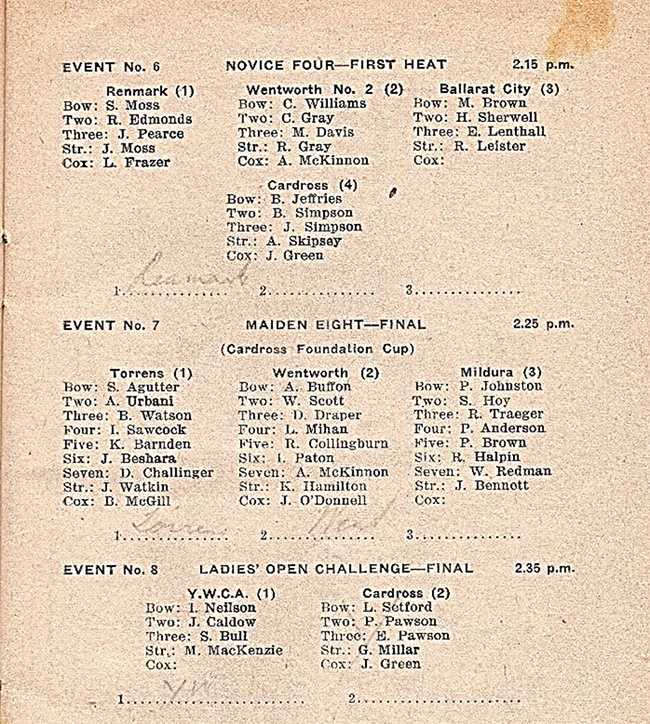 EVENT No. 6 NOVICE FOUR—FIRST HEAT 2.15 p.m.
Renmark (1) Wentworth No. 2 (2) Ballarat City (3)
Bow: S. Moss Bow: C. Williams Bow: M. Brown
Two: R. Edmonds Two: C. Gray Two: H. Sherwell
Three: J. Pearce Three: M. Davis Three: E. Lenthall
Str.: J. Moss Str.: R. Gray Str.: R. Leister
Cox: L. Frazer Cox: A. McKinnon Cox:
Cardross (4)
Bow: B. Jeffries
Two: B. Simpson
Three: J. Simpson
Str.: A. Skipsey
Cox: J. Green
Renmark
1.................... 2.................... 3....................
EVENT No. 7 MAIDEN EIGHT—FINAL 2.25 p.m.
(Cardross Foundation Cup)
Torrens (1) Wentworth (2) Mildura (3)
Bow: S. Agutter Bow: A. Buffon Bow: P. Johnston
Two: A. Urbani Two: W. Scott Two: S. Hoy
Three: B. Watson Three: D. Draper Three: R. Traeger
Four: I. Sawcock Four: L. Mihan Four: P. Anderson
Five: K. Barnden Five: R. Collingburn Five: P. Brown
Six: J. Beshara Six: I. Paton Six: R. Halpin
Seven: D. Challinger Seven: A. McKinnon Seven: W. Redman
Str.: J. Watkin Str.: K. Hamilton Str.: J. Bennott
Cox: B. McGill Cox: J. O'Donnell Cox:
1.................... 2.................... 3....................
EVENT No. 8 LADIES' OPEN CHALLENGE—FINAL 2.35 p.m.
Y.W.C.A. (1) Cardross (2)
Bow: I. Neilson Bow: L. Setford
Two: J. Caldow Two: P. Pawson
Three: S. Bull Three: E. Pawson
Str.: M. MacKenzie Str.: G. Millar
Cox: Cox: J. Green
YW
1.............................. 2..............................